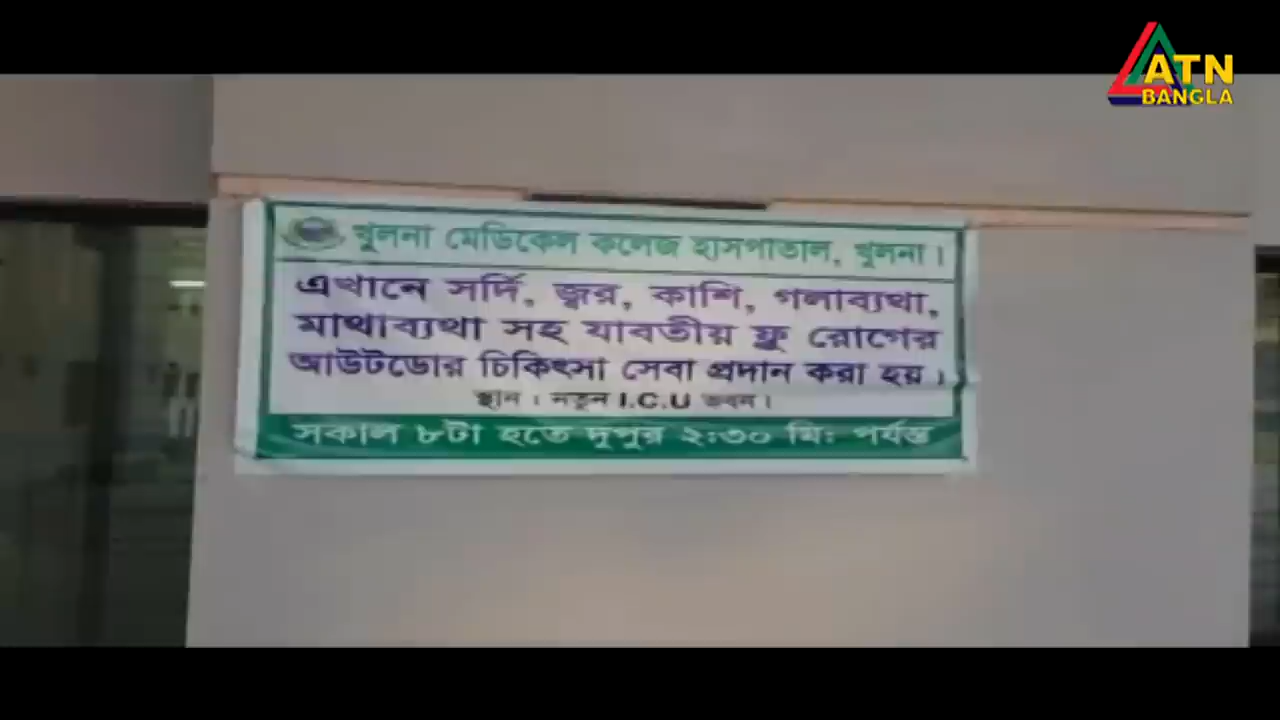 ATN
BANGLA
খুলনা মেডিকেল কলেজ হাসপাতাল, খুলনা।
এখানে সর্দি, জ্বর, কাশি, গলাব্যথা,
মাথাব্যথা সহ যাবতীয় ফ্লু রোগের
আউটডোর চিকিৎসা সেবা প্রদান করা হয়।
স্থান : নতুন I.C.U ভবন।
সকাল ৮টা হতে দুপুর ২:৩০ মি: পর্যন্ত